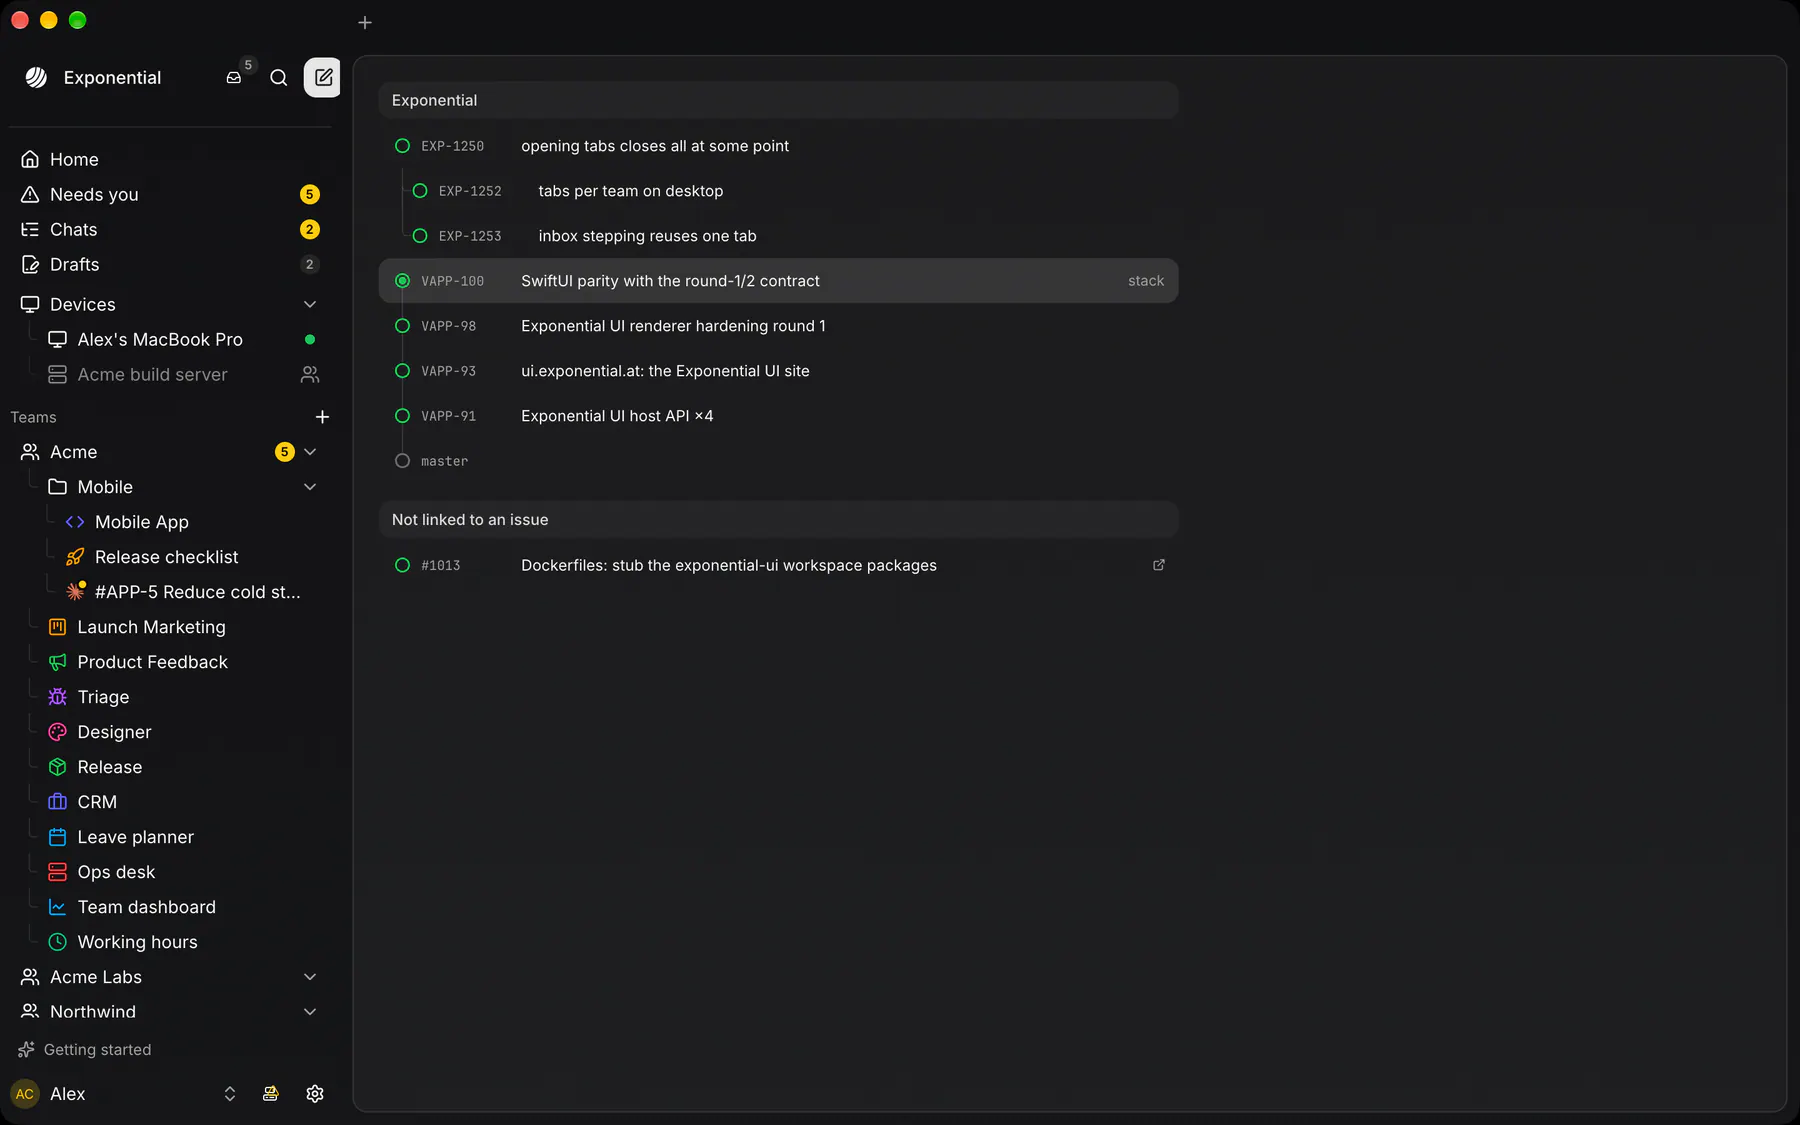 Exponential
5
Home
Needs you 5
Chats 2
Drafts 2
Devices
Alex's MacBook Pro
Acme build server
Teams
Acme 5
Mobile
Mobile App
Release checklist
#APP-5 Reduce cold st...
Launch Marketing
Product Feedback
Triage
Designer
Release
CRM
Leave planner
Ops desk
Team dashboard
Working hours
Acme Labs
Northwind
Getting started
AC Alex
Exponential
EXP-1250 opening tabs closes all at some point
EXP-1252 tabs per team on desktop
EXP-1253 inbox stepping reuses one tab
VAPP-100 SwiftUI parity with the round-1/2 contract stack
VAPP-98 Exponential UI renderer hardening round 1
VAPP-93 ui.exponential.at: the Exponential UI site
VAPP-91 Exponential UI host API ×4
master
Not linked to an issue
#1013 Dockerfiles: stub the exponential-ui workspace packages